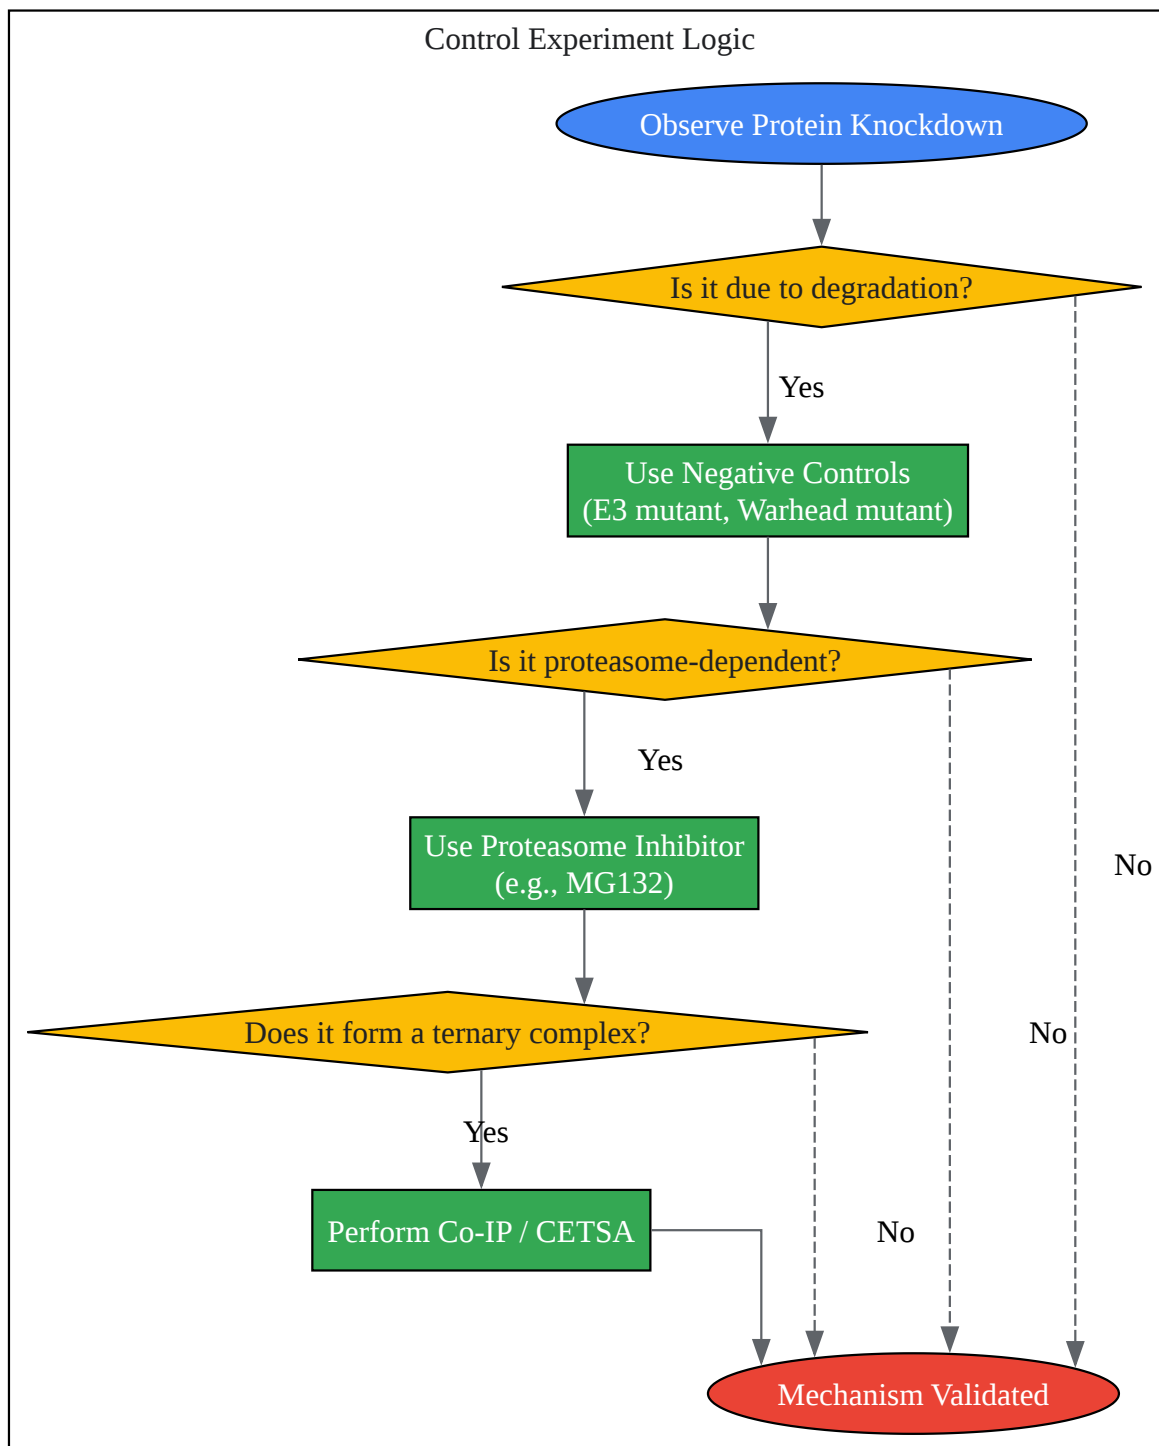 Control Experiment Logic
Observe Protein Knockdown
Is it due to degradation?
Yes
Use Negative Controls
(E3 mutant, Warhead mutant)
Is it proteasome-dependent?
Yes
Use Proteasome Inhibitor
(e.g., MG132)
No
Does it form a ternary complex?
No
Yes
Perform Co-IP / CETSA
No
Mechanism Validated